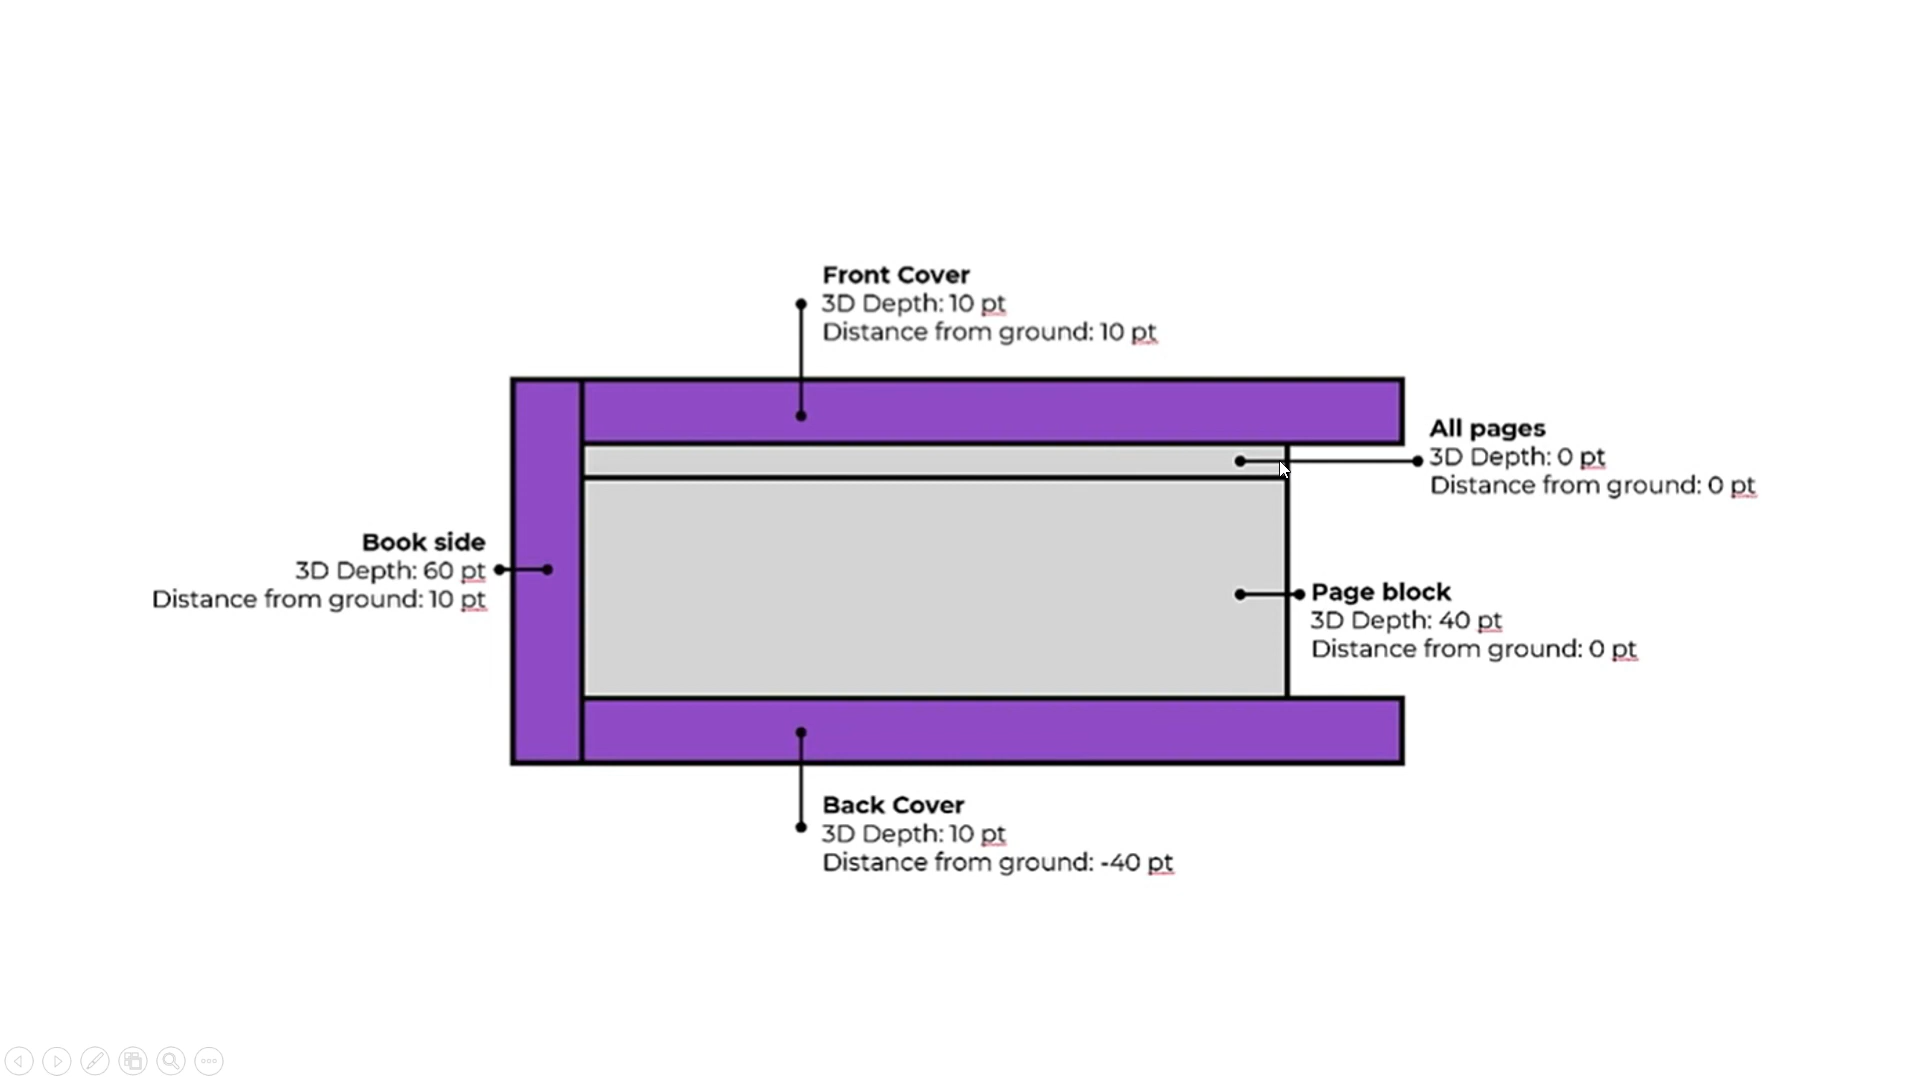 Front Cover
3D Depth: 10 pt
Distance from ground: 10 pt
All pages
3D Depth: 0 pt
Distance from ground: 0 pt
Book side
3D Depth: 60 pt
Distance from ground: 10 pt
Page block
3D Depth: 40 pt
Distance from ground: 0 pt
Back Cover
3D Depth: 10 pt
Distance from ground: -40 pt